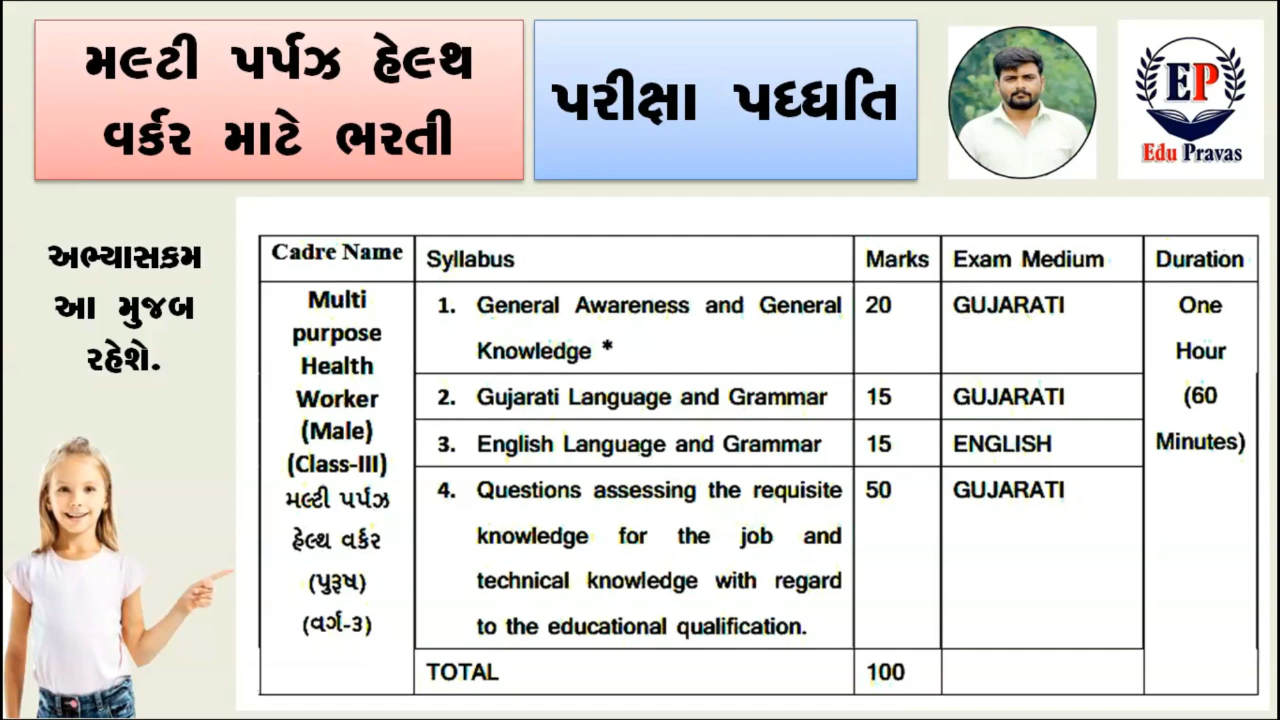 મલ્ટી પર્પઝ હેલ્થ
વર્કર માટે ભરતી
પરીક્ષા પદ્ધતિ
EP
Edu Pravas
અભ્યાસક્રમ
આ મુજબ
રહેશે.
Cadre Name
Syllabus
Marks
Exam Medium
Duration
Multi
purpose
Health
Worker
(Male)
(Class-III)
મલ્ટી પર્પઝ
હેલ્થ વર્કર
(પુરૂષ)
(વર્ગ-૩)
1. General Awareness and General
Knowledge *
20
GUJARATI
2. Gujarati Language and Grammar
15
GUJARATI
3. English Language and Grammar
15
ENGLISH
4. Questions assessing the requisite
knowledge for the job and
technical knowledge with regard
to the educational qualification.
50
GUJARATI
One
Hour
(60
Minutes)
TOTAL
100